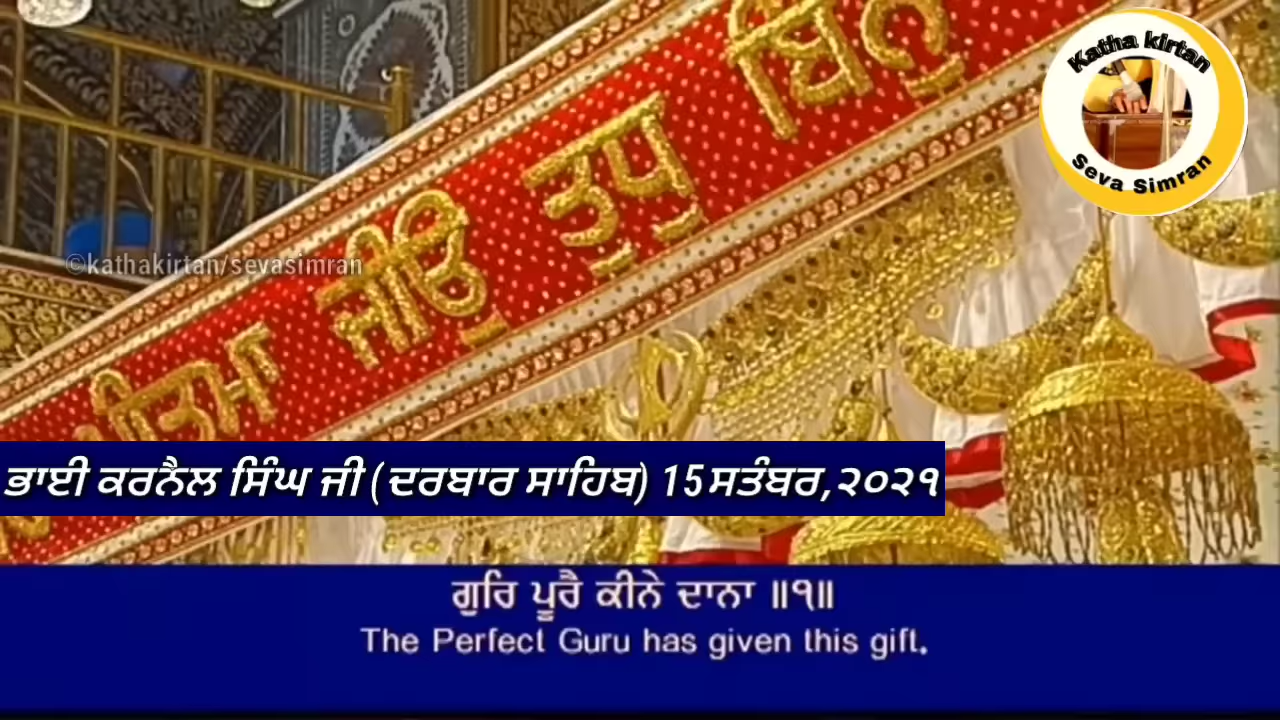 Katha kirtan
Seva Simran
ਪ੍ਰੀਤਮਾ ਜੀਉ ਤੁਧੁ ਬਿਨੁ
©kathakirtan/sevasimran
ਭਾਈ ਕਰਨੈਲ ਸਿੰਘ ਜੀ (ਦਰਬਾਰ ਸਾਹਿਬ) 15 ਸਤੰਬਰ,੨੦੨੧
ਗੁਰਿ ਪੂਰੈ ਕੀਨੇ ਦਾਨਾ ॥੧॥
The Perfect Guru has given this gift.